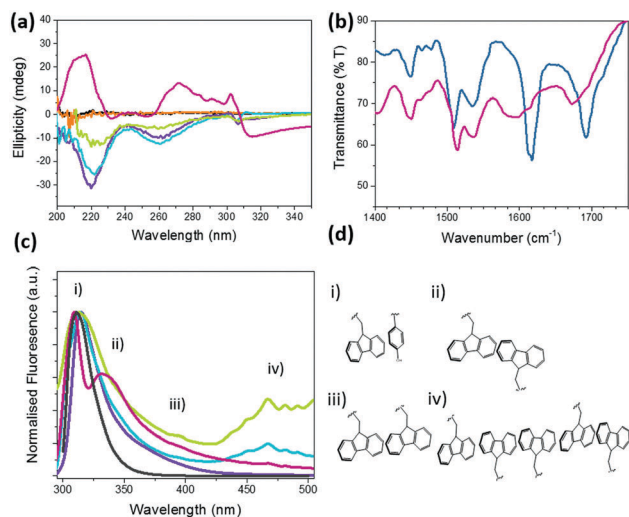 (a)
40
30
20
10
0
-10
-20
-30
Ellipticity (mdeg)
200 220 240 260 280 300 320 340
Wavelength (nm)
(b)
90
80
70
60
50
Transmittance (% T)
1400 1500 1600 1700
Wavenumber (cm-1)
(c)
i)
ii)
iii)
iv)
Normalised Fluoresence (a.u.)
300 350 400 450 500
Wavelength (nm)
(d)
i) ii)
iii) iv)